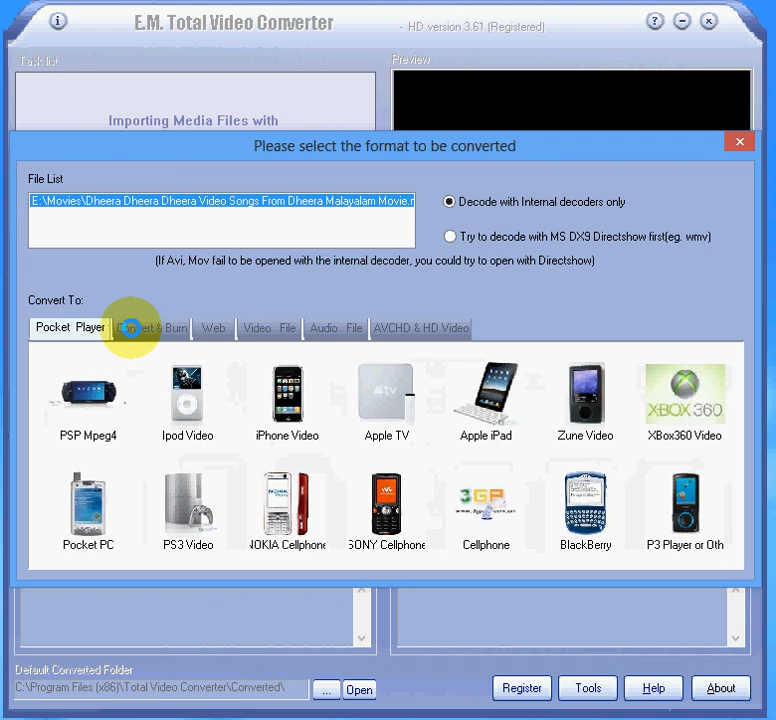 E.M. Total Video Converter
- HD version 3.61 (Registered)
Task list
Preview
Importing Media Files with
Please select the format to be converted
File List
E:\Movies\Dheera Dheera Dheera Video Songs From Dheera Malayalam Movie.r
Decode with Internal decoders only
Try to decode with MS DX9 Directshow first(eg. wmv)
(If Avi, Mov fail to be opened with the internal decoder, you could try to open with Directshow)
Convert To:
Pocket Player
Convert & Burn
Web
Video File
Audio File
AVCHD & HD Video
PSP Mpeg4
Ipod Video
iPhone Video
Apple TV
Apple iPad
Zune Video
XBox360 Video
tv
XBOX 360
Pocket PC
PS3 Video
NOKIA Cellphone
SONY Cellphone
Cellphone
BlackBerry
P3 Player or Oth
3GP
Default Converted Folder
C:\Program Files (x86)\Total Video Converter\Converted\
...
Open
Register
Tools
Help
About